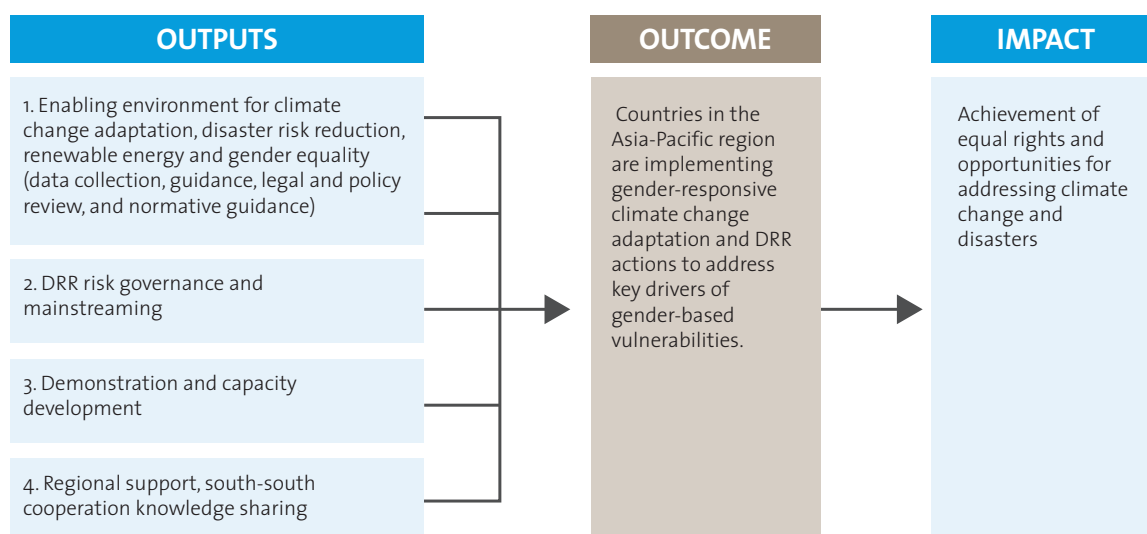 OUTPUTS
1. Enabling environment for climate
change adaptation, disaster risk reduction,
renewable energy and gender equality
(data collection, guidance, legal and policy
review, and normative guidance)
2. DRR risk governance and
mainstreaming
3. Demonstration and capacity
development
4. Regional support, south-south
cooperation knowledge sharing
OUTCOME
Countries in the
Asia-Pacific region
are implementing
gender-responsive
climate change
adaptation and DRR
actions to address
key drivers of
gender-based
vulnerabilities.
IMPACT
Achievement of
equal rights and
opportunities for
addressing climate
change and
disasters